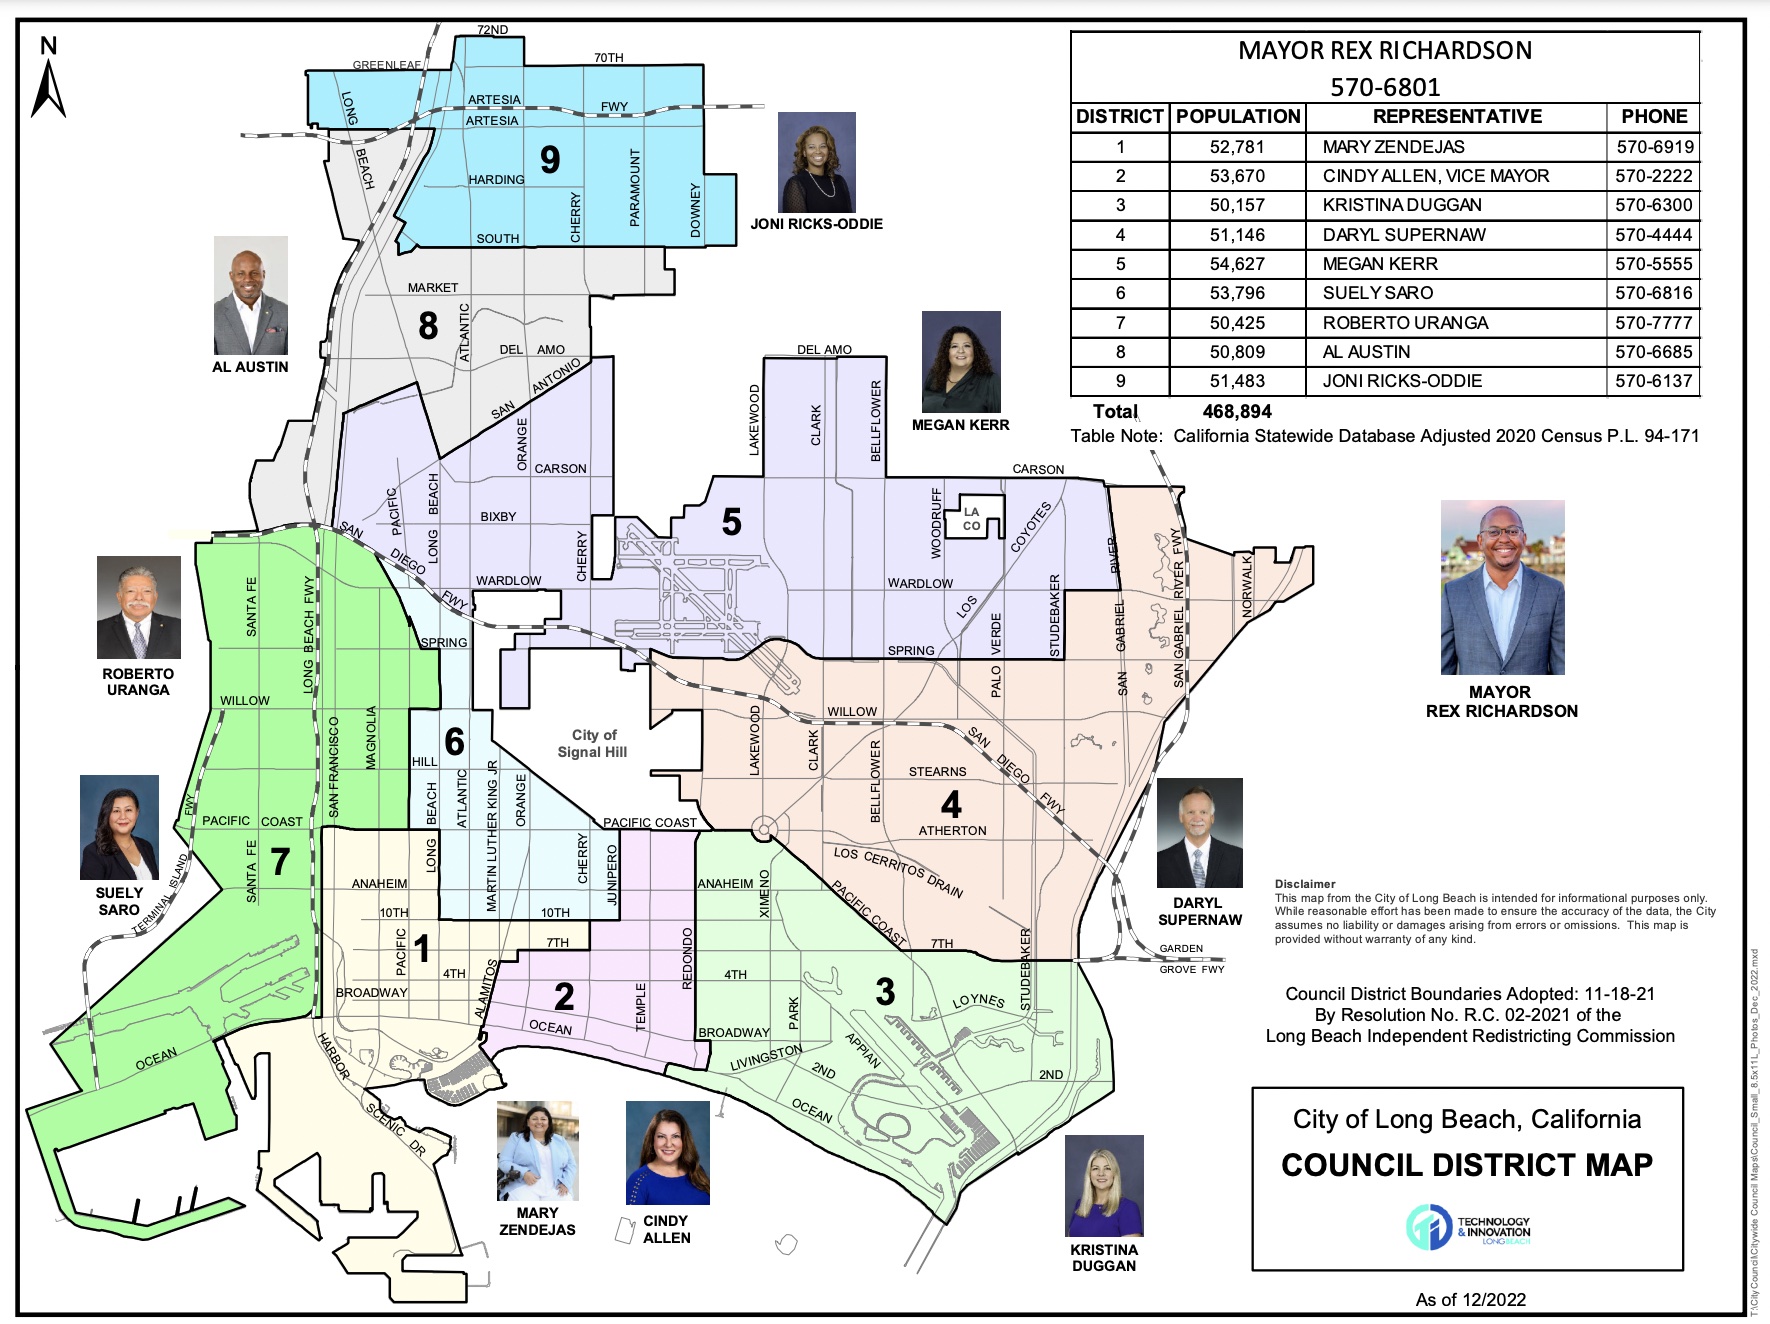 N
72ND
GREENLEAF
70TH
LONG
ARTESIA
FWY
ARTESIA
BEACH
9
HARDING
CHERRY
PARAMOUNT
DOWNEY
SOUTH
JONI RICKS-ODDIE
MAYOR REX RICHARDSON
570-6801
DISTRICT POPULATION REPRESENTATIVE PHONE
1 52,781 MARY ZENDEJAS 570-6919
2 53,670 CINDY ALLEN, VICE MAYOR 570-2222
3 50,157 KRISTINA DUGGAN 570-6300
4 51,146 DARYL SUPERNAW 570-4444
5 54,627 MEGAN KERR 570-5555
6 53,796 SUELY SARO 570-6816
7 50,425 ROBERTO URANGA 570-7777
8 50,809 AL AUSTIN 570-6685
9 51,483 JONI RICKS-ODDIE 570-6137
Total 468,894
Table Note: California Statewide Database Adjusted 2020 Census P.L. 94-171
AL AUSTIN
MARKET
8
ATLANTIC
DEL AMO
SAN ANTONIO
DEL AMO
LAKEWOOD
CLARK
BELLFLOWER
MEGAN KERR
ORANGE
CARSON
CARSON
PACIFIC
LONG BEACH
BIXBY
5
WOODRUFF
LA
CO
COYOTES
RIVER
SAN DIEGO FWY
CHERRY
WARDLOW
WARDLOW
LOS
STUDEBAKER
SAN GABRIEL RIVER FWY
NORWALK
ROBERTO
URANGA
SANTA FE
LONG BEACH FWY
SPRING
SPRING
PALO VERDE
SAN GABRIEL
MAYOR
REX RICHARDSON
WILLOW
SAN FRANCISCO
MAGNOLIA
6
City of
Signal Hill
LAKEWOOD
WILLOW
CLARK
SAN DIEGO FWY
HILL
BEACH
ATLANTIC
MARTIN LUTHER KING JR
ORANGE
BELLFLOWER
STEARNS
4
ATHERTON
SUELY
SARO
FWY
PACIFIC COAST
PACIFIC COAST
7
SANTA FE
LONG
CHERRY
JUNIPERO
LOS CERRITOS DRAIN
DARYL
SUPERNAW
TERMINAL ISLAND
ANAHEIM
ANAHEIM
XIMENO
PACIFIC COAST
10TH
10TH
PACIFIC
1
7TH
7TH
4TH
ALAMITOS
REDONDO
4TH
STUDEBAKER
GARDEN
GROVE FWY
BROADWAY
2
TEMPLE
PARK
3
LOYNES
OCEAN
BROADWAY
OCEAN
HARBOR
LIVINGSTON
APPIAN
2ND
2ND
OCEAN
SCENIC DR
MARY
ZENDEJAS
CINDY
ALLEN
KRISTINA
DUGGAN
Disclaimer
This map from the City of Long Beach is intended for informational purposes only.
While reasonable effort has been made to ensure the accuracy of the data, the City
assumes no liability or damages arising from errors or omissions. This map is
provided without warranty of any kind.
Council District Boundaries Adopted: 11-18-21
By Resolution No. R.C. 02-2021 of the
Long Beach Independent Redistricting Commission
City of Long Beach, California
COUNCIL DISTRICT MAP
TECHNOLOGY
& INNOVATION
LONGBEACH
As of 12/2022
T:\City Council\Citywide Council Maps\Council_Small_8.5x11L_Photos_Dec_2022.mxd